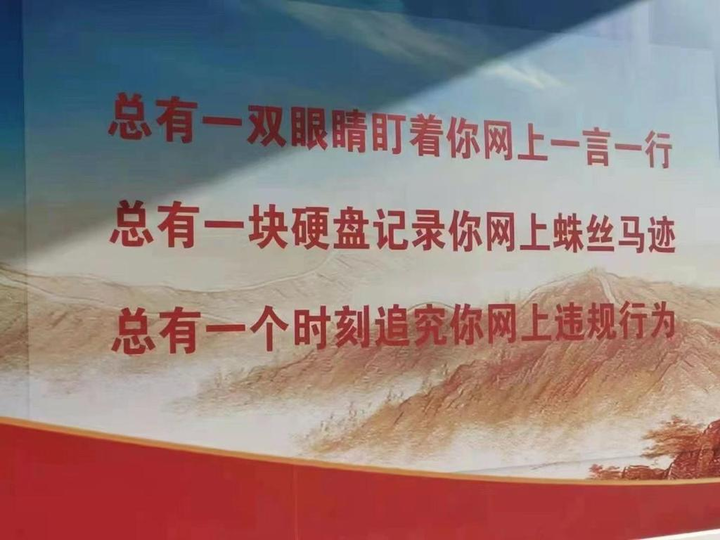 总有一双眼睛盯着你网上一言一行
总有一块硬盘记录你网上蛛丝马迹
总有一个时刻追究你网上违规行为